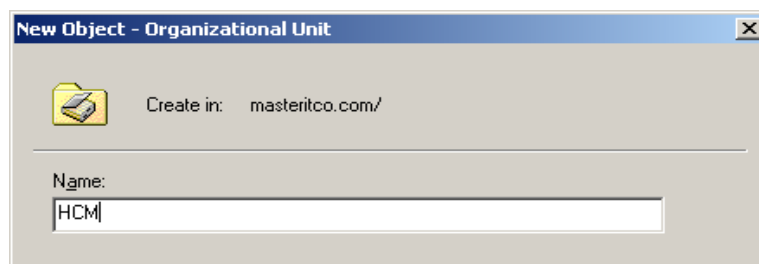 New Object - Organizational Unit
Create in: masteritco.com/
Name:
HCM